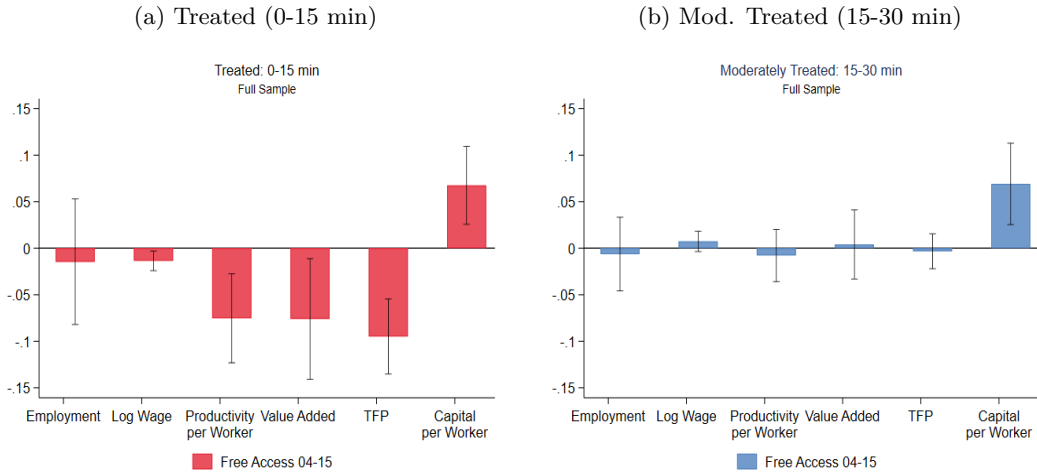 (a) Treated (0-15 min)
Treated: 0-15 min
Full Sample
.15
.1
.05
0
-.05
-.1
-.15
Employment Log Wage Productivity per Worker Value Added TFP Capital per Worker
Free Access 04-15
(b) Mod. Treated (15-30 min)
Moderately Treated: 15-30 min
Full Sample
.15
.1
.05
0
-.05
-.1
-.15
Employment Log Wage Productivity per Worker Value Added TFP Capital per Worker
Free Access 04-15